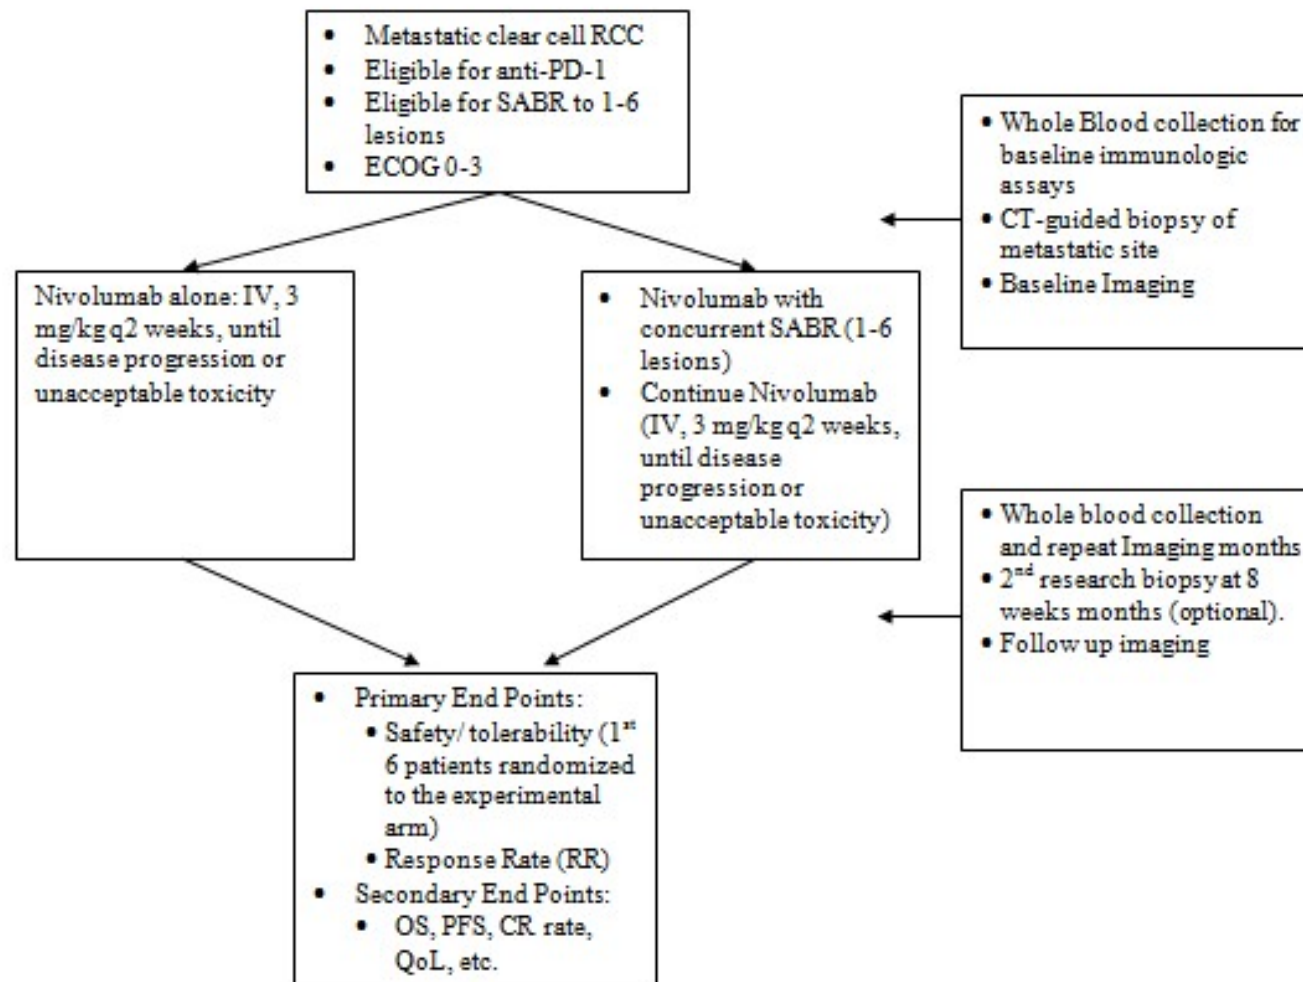 • Metastatic clear cell RCC
• Eligible for anti-PD-1
• Eligible for SABR to 1-6
lesions
• ECOG 0-3
• Whole Blood collection for
baseline immunologic
assays
• CT-guided biopsy of
metastatic site
• Baseline Imaging
Nivolumab alone: IV, 3
mg/kg q2 weeks, until
disease progression or
unacceptable toxicity
• Nivolumab with
concurrent SABR (1-6
lesions)
• Continue Nivolumab
(IV, 3 mg/kg q2 weeks,
until disease
progression or
unacceptable toxicity)
• Whole blood collection
and repeat Imaging months
• 2nd research biopsy at 8
weeks months (optional).
• Follow up imaging
• Primary End Points:
• Safety/ tolerability (1st
6 patients randomized
to the experimental
arm)
• Response Rate (RR)
• Secondary End Points:
• OS, PFS, CR rate,
QoL, etc.